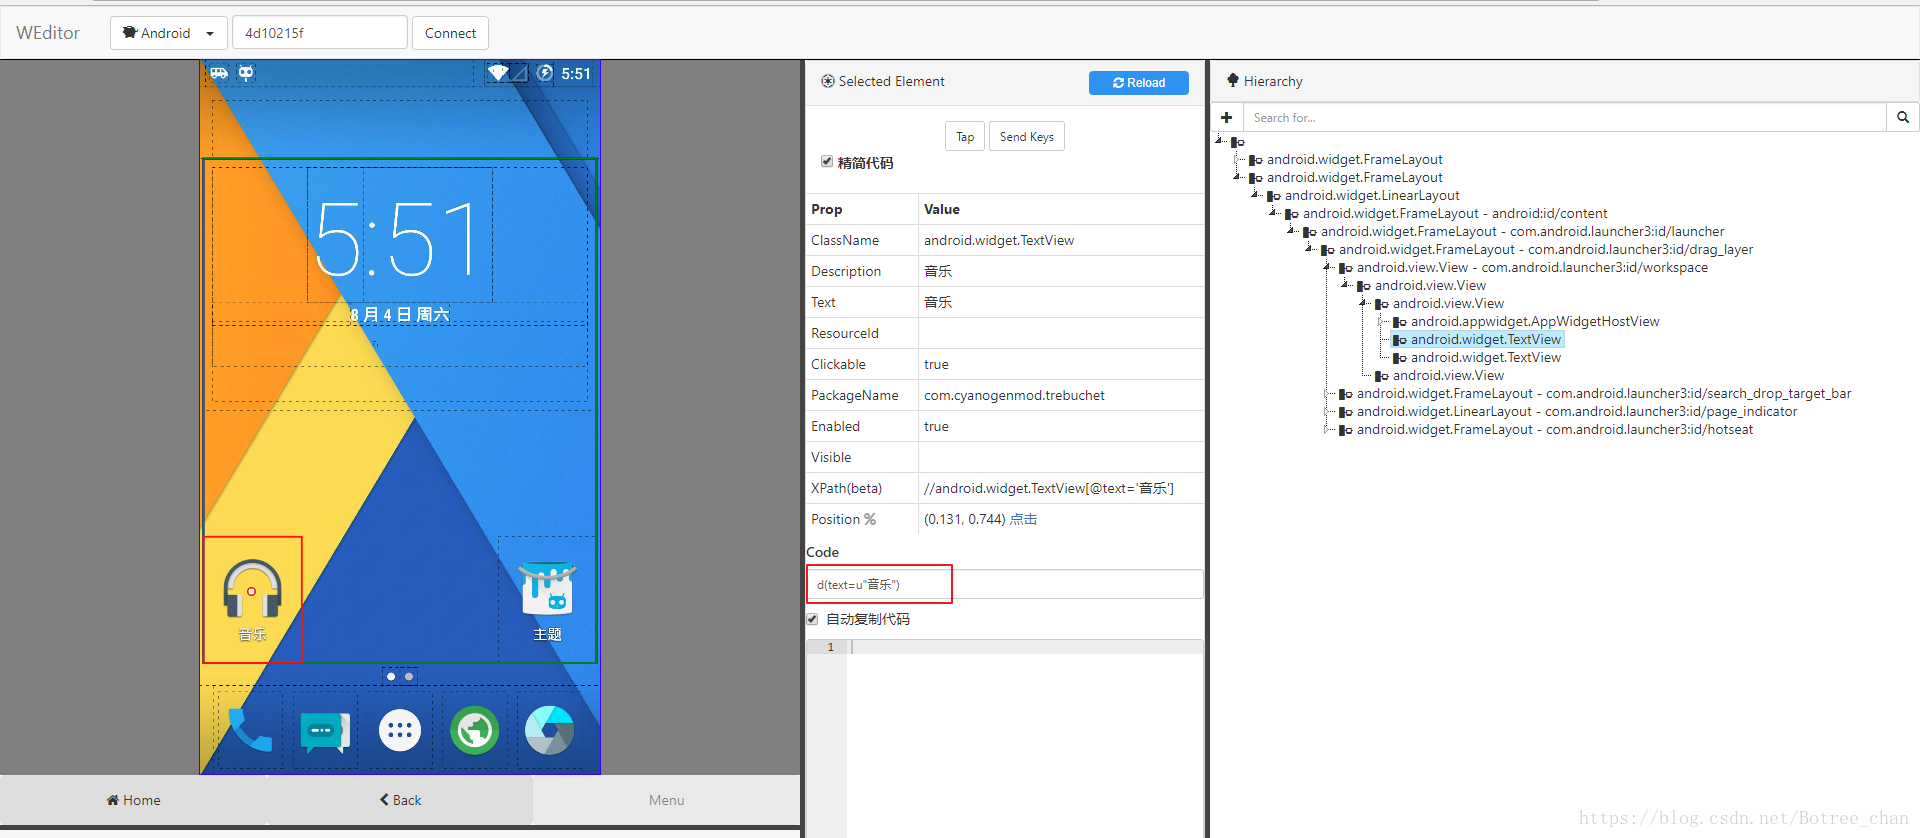 WEditor
Android
4d10215f
Connect
5:51
5:51
8 月 4 日 周六
音乐
主题
Home
Back
Menu
Selected Element
Reload
Tap
Send Keys
精简代码
Prop Value
ClassName android.widget.TextView
Description 音乐
Text 音乐
ResourceId
Clickable true
PackageName com.cyanogenmod.trebuchet
Enabled true
Visible
XPath(beta) //android.widget.TextView[@text='音乐']
Position % (0.131, 0.744) 点击
Code
d(text=u"音乐")
自动复制代码
1
Hierarchy
Search for...
android.widget.FrameLayout
android.widget.FrameLayout
android.widget.LinearLayout
android.widget.FrameLayout - android:id/content
android.widget.FrameLayout - com.android.launcher3:id/launcher
android.widget.FrameLayout - com.android.launcher3:id/drag_layer
android.view.View - com.android.launcher3:id/workspace
android.view.View
android.view.View
android.appwidget.AppWidgetHostView
android.widget.TextView
android.widget.TextView
android.view.View
android.widget.FrameLayout - com.android.launcher3:id/search_drop_target_bar
android.widget.LinearLayout - com.android.launcher3:id/page_indicator
android.widget.FrameLayout - com.android.launcher3:id/hotseat
https://blog.csdn.net/Botree_chan